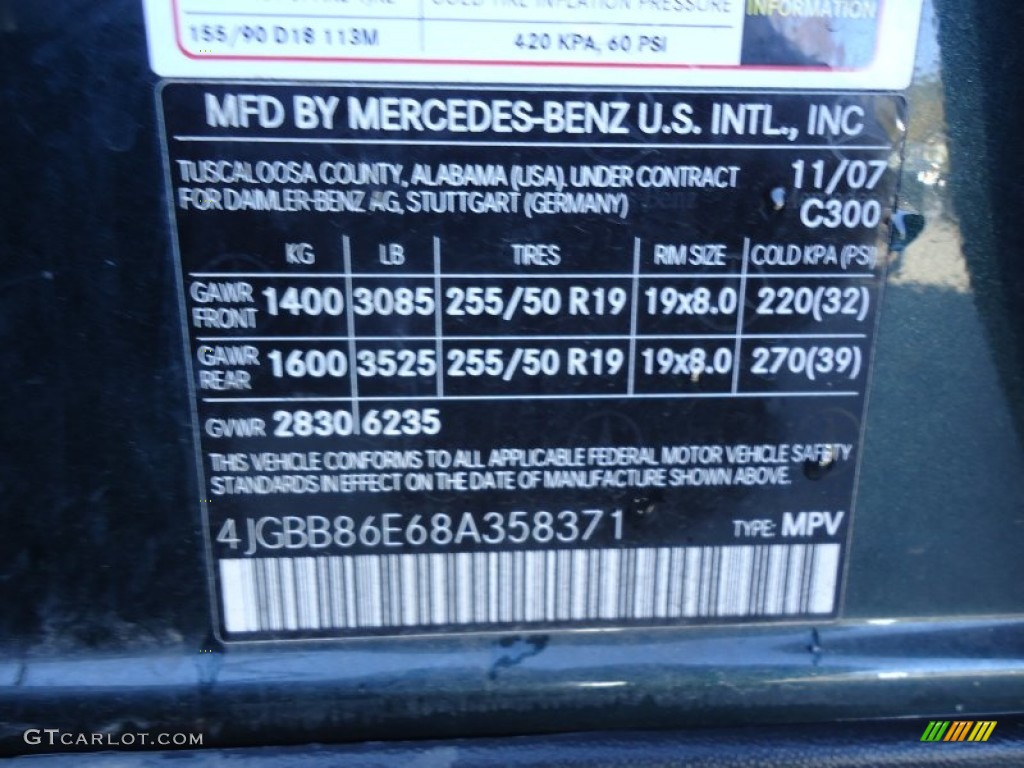 COLD TIRE INFLATION PRESSURE
INFORMATION
155/90 D18 113M 420 KPA, 60 PSI
MFD BY MERCEDES-BENZ U.S. INTL., INC
TUSCALOOSA COUNTY, ALABAMA (USA). UNDER CONTRACT 11/07
FOR DAIMLER-BENZ AG, STUTTGART (GERMANY) C300
KG LB TIRES RIM SIZE COLD KPA (PSI)
GAWR FRONT 1400 3085 255/50 R19 19x8.0 220(32)
GAWR REAR 1600 3525 255/50 R19 19x8.0 270(39)
GVWR 2830 6235
THIS VEHICLE CONFORMS TO ALL APPLICABLE FEDERAL MOTOR VEHICLE SAFETY
STANDARDS IN EFFECT ON THE DATE OF MANUFACTURE SHOWN ABOVE.
4JGBB86E68A358371 TYPE: MPV
GTCARLOT.COM